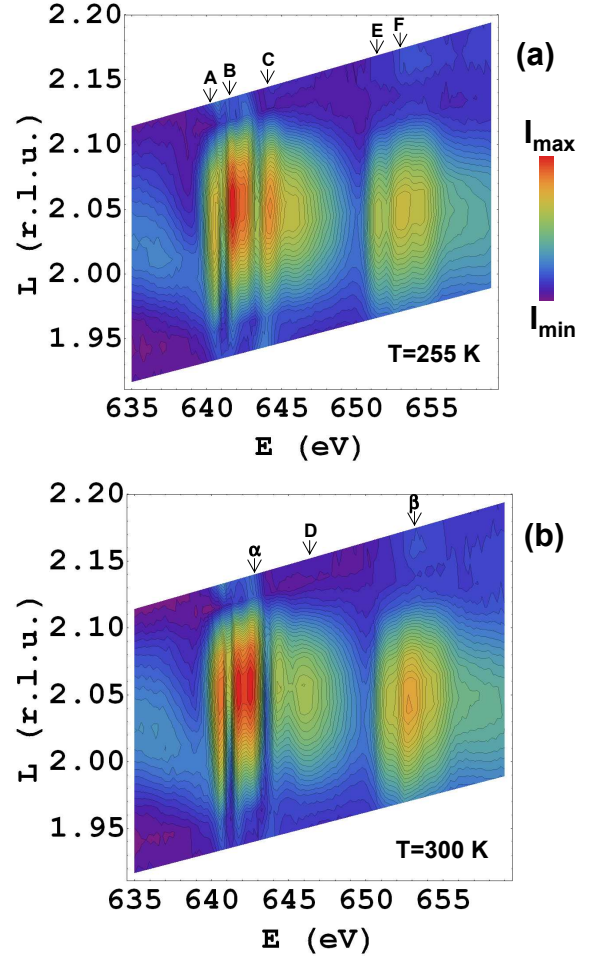 2.20
(a)
E F
2.15
C
B
A
2.10
I max
2.05
L (r.l.u.)
2.00
I min
1.95
T=255 K
635 640 645 650 655
E (eV)
2.20
β
(b)
2.15
α D
2.10
2.05
L (r.l.u.)
2.00
1.95
T=300 K
635 640 645 650 655
E (eV)